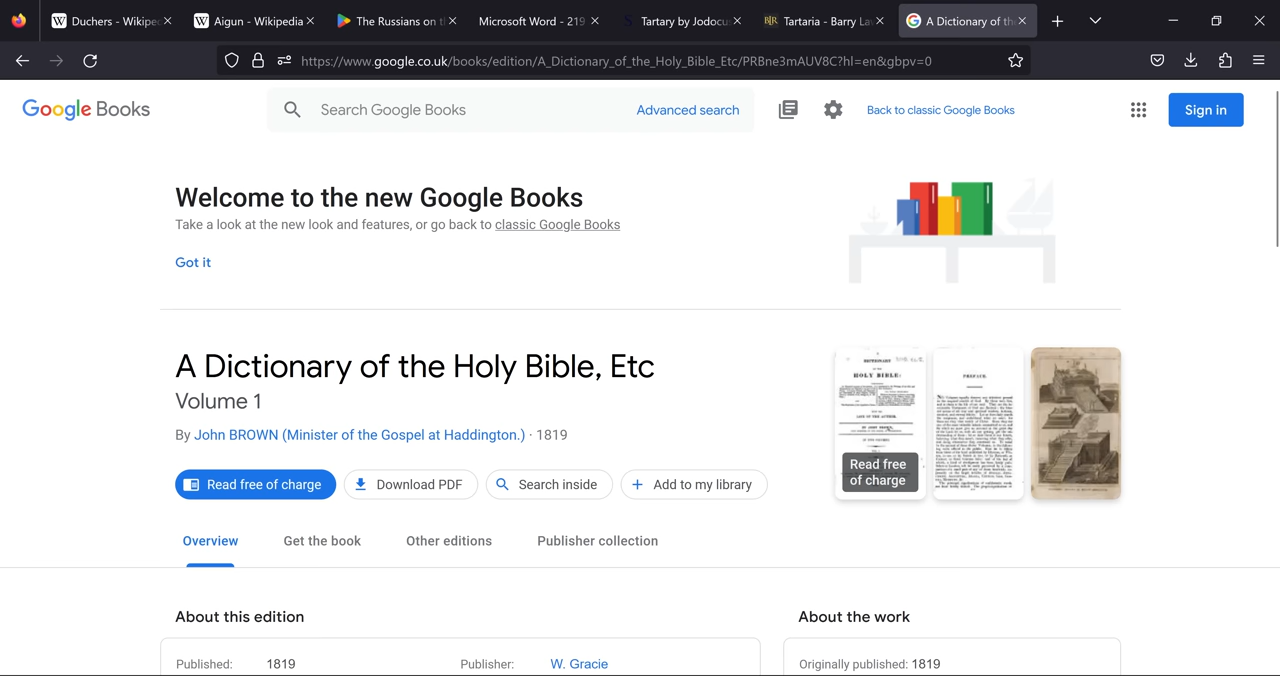 Duchers - Wikipe
Aigun - Wikipedia
The Russians on t
Microsoft Word - 219
Tartary by Jodocu
Tartaria - Barry La
A Dictionary of th
https://www.google.co.uk/books/edition/A_Dictionary_of_the_Holy_Bible_Etc/PRBne3mAUV8C?hl=en&gbpv=0
Google Books
Search Google Books
Advanced search
Back to classic Google Books
Sign in
Welcome to the new Google Books
Take a look at the new look and features, or go back to classic Google Books
Got it
A Dictionary of the Holy Bible, Etc
Volume 1
By John BROWN (Minister of the Gospel at Haddington.) · 1819
Read free of charge
Download PDF
Search inside
Add to my library
HOLY BIBLE:
PREFACE.
Read free
of charge
Overview
Get the book
Other editions
Publisher collection
About this edition
About the work
Published: 1819
Publisher: W. Gracie
Originally published: 1819